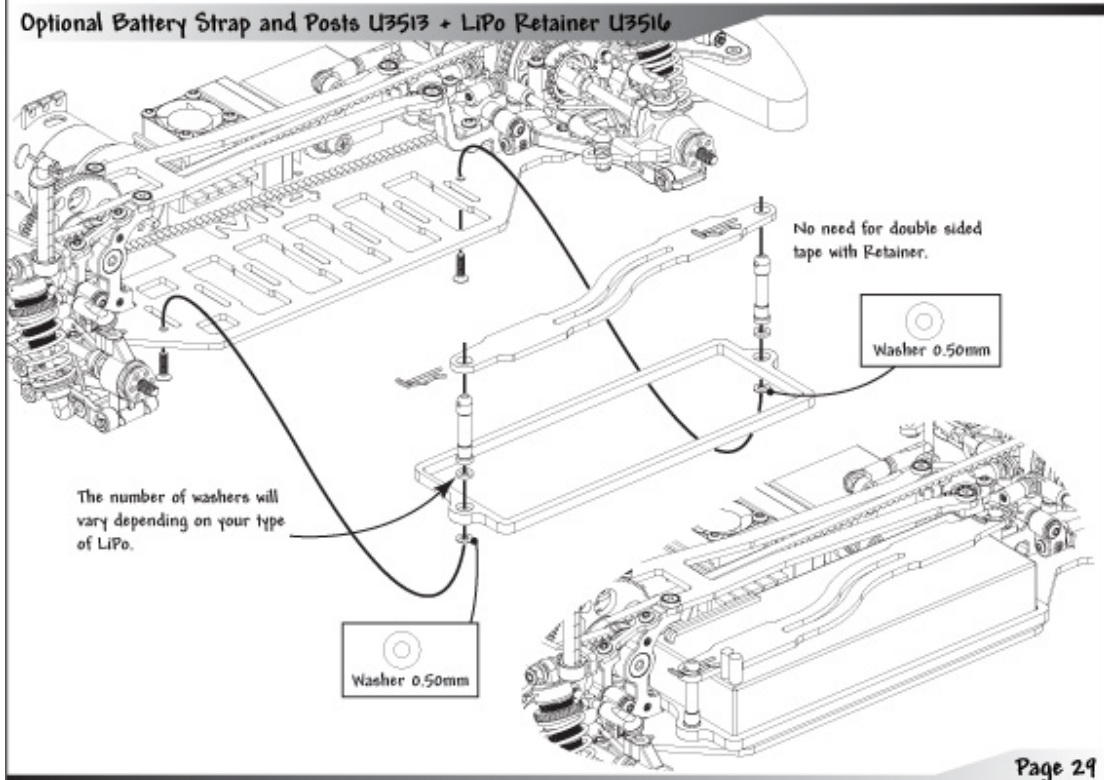 Optional Battery Strap and Posts U3513 + LiPo Retainer U3516
No need for double sided
tape with Retainer.
Washer 0.50mm
The number of washers will
vary depending on your type
of LiPo.
Washer 0.50mm
Page 29